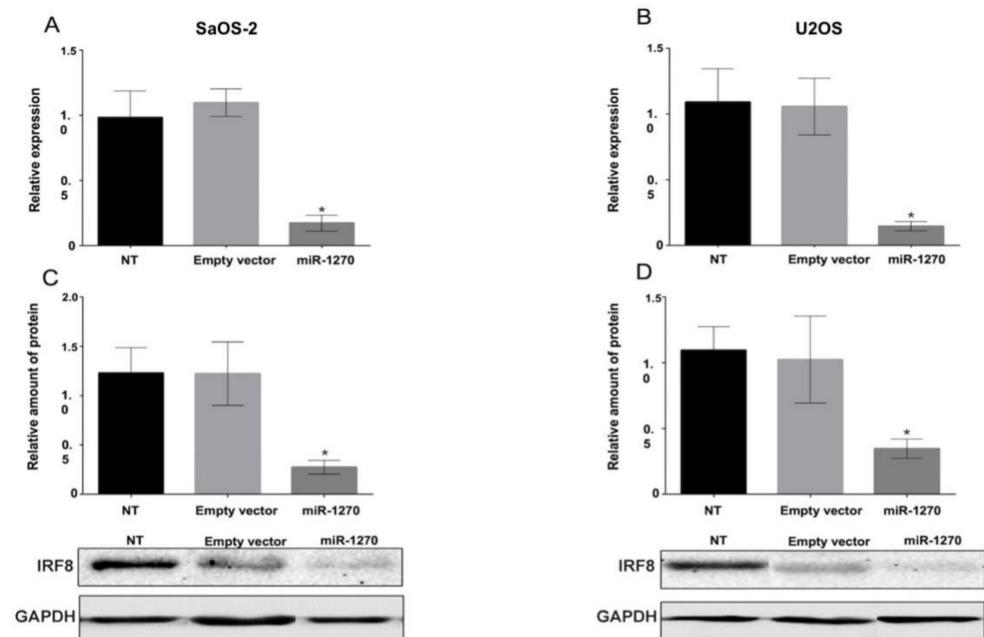 A
SaOS-2
Relative expression
1.5
1.
0
0.
5
0
*
NT
Empty vector
miR-1270
B
U2OS
Relative expression
1.5
1.
0
0.
5
0
*
NT
Empty vector
miR-1270
C
Relative amount of protein
2.0
1.5
1.
0
0.
5
0
*
NT
Empty vector
miR-1270
NT
Empty vector
miR-1270
IRF8
GAPDH
D
Relative amount of protein
1.5
1.
0
0.
5
0
*
NT
Empty vector
miR-1270
NT
Empty vector
miR-1270
IRF8
GAPDH